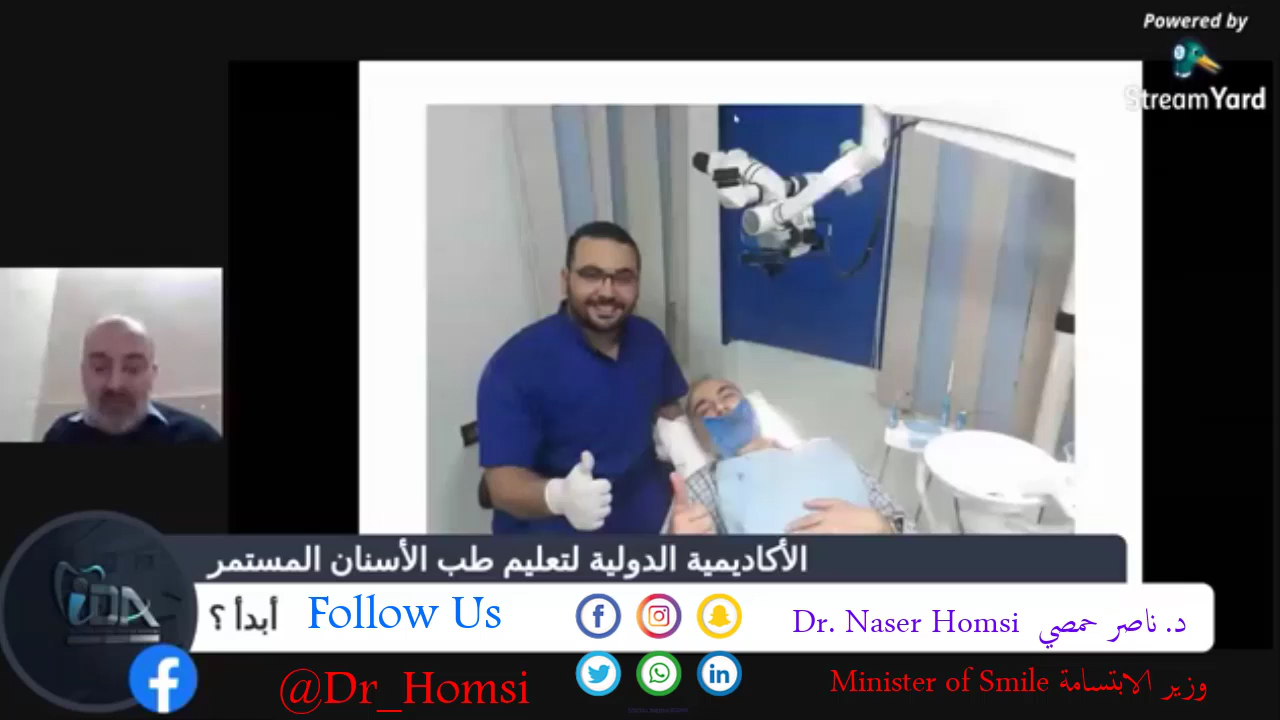 Powered by
StreamYard
الأكاديمية الدولية لتعليم طب الأسنان المستمر
أبدأ ؟
Follow Us
Dr. Naser Homsi د. ناصر حمصي
@Dr_Homsi
Minister of Smile وزير الابتسامة
iDA